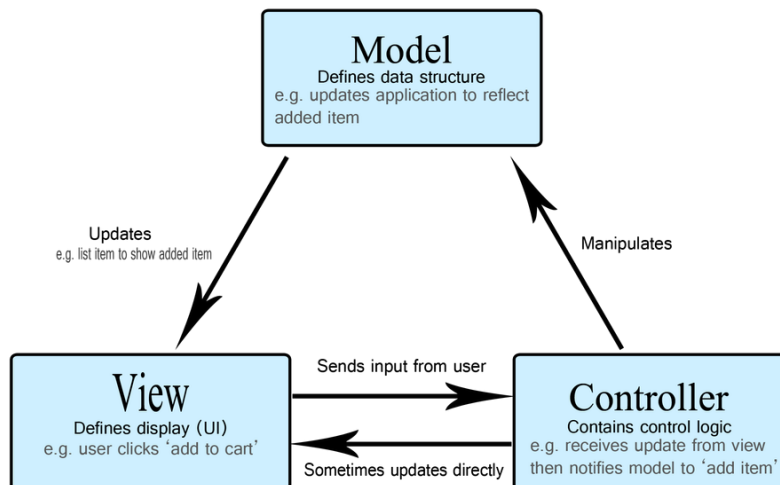 Model
Defines data structure
e.g. updates application to reflect
added item
Updates
e.g. list item to show added item
Manipulates
View
Defines display (UI)
e.g. user clicks ‘add to cart’
Sends input from user
Sometimes updates directly
Controller
Contains control logic
e.g. receives update from view
then notifies model to ‘add item’